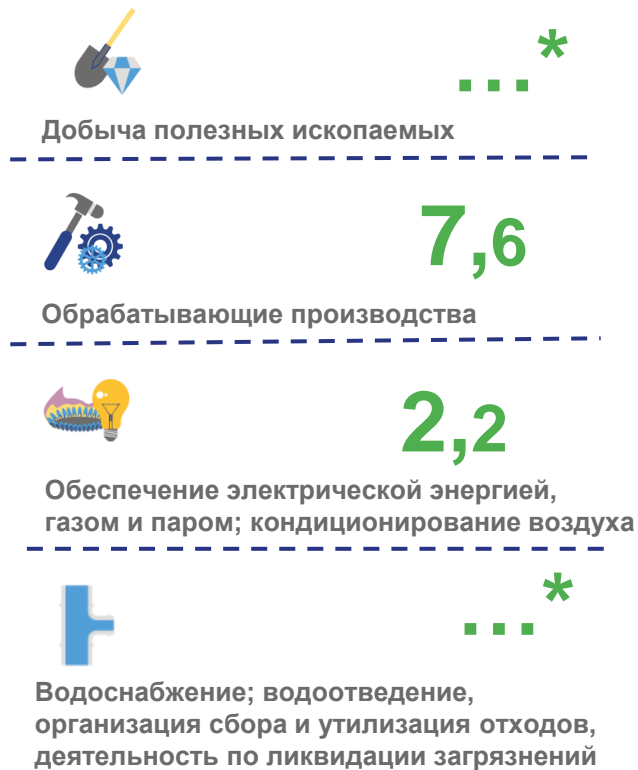 ...*
Добыча полезных ископаемых
7,6
Обрабатывающие производства
2,2
Обеспечение электрической энергией,
газом и паром; кондиционирование воздуха
...*
Водоснабжение; водоотведение,
организация сбора и утилизация отходов,
деятельность по ликвидации загрязнений